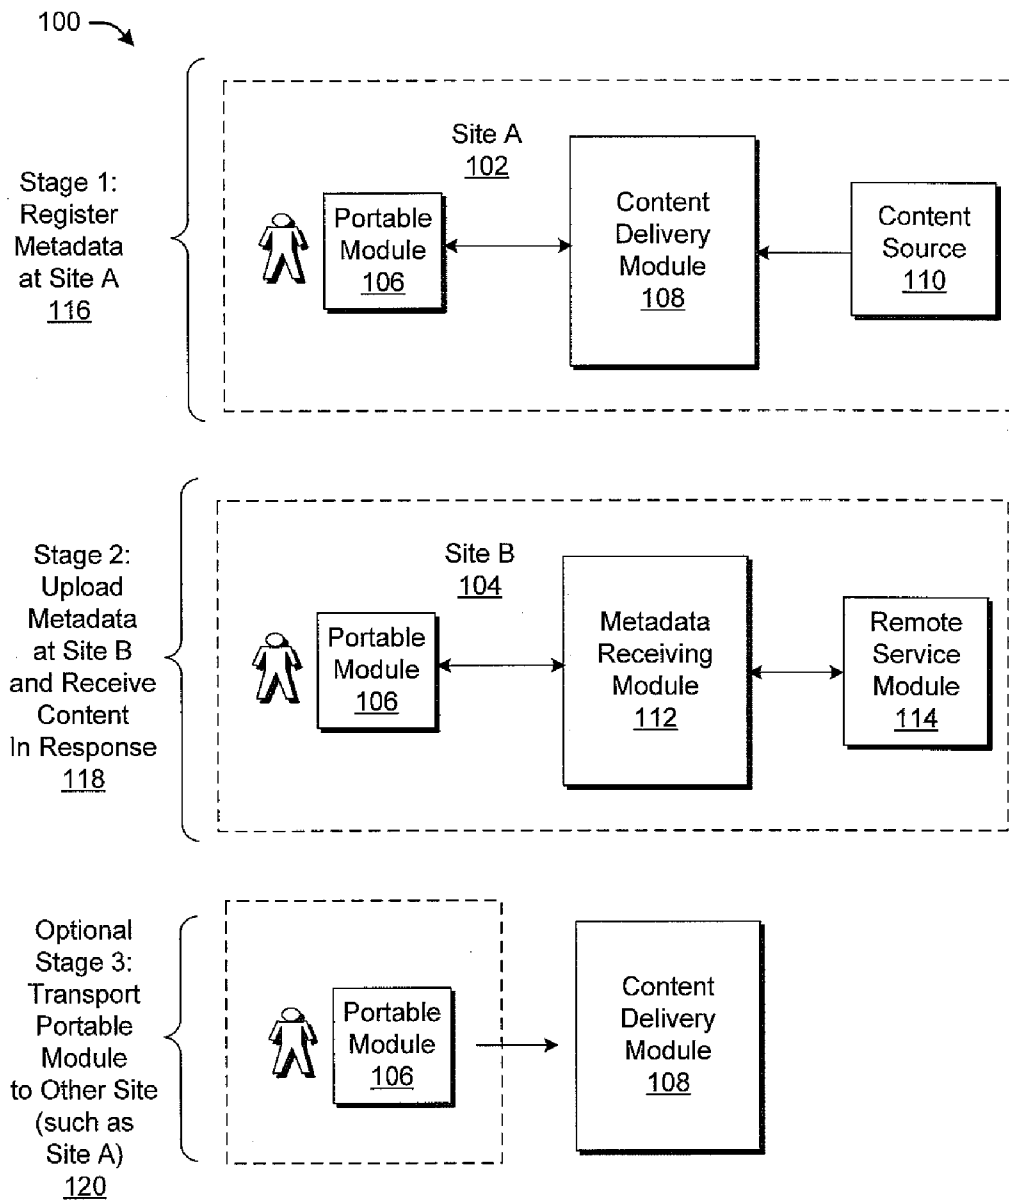 100
Stage 1:
Register
Metadata
at Site A
116
Site A
102
Portable
Module
106
Content
Delivery
Module
108
Content
Source
110
Stage 2:
Upload
Metadata
at Site B
and Receive
Content
In Response
118
Site B
104
Portable
Module
106
Metadata
Receiving
Module
112
Remote
Service
Module
114
Optional
Stage 3:
Transport
Portable
Module
to Other Site
(such as
Site A)
120
Portable
Module
106
Content
Delivery
Module
108